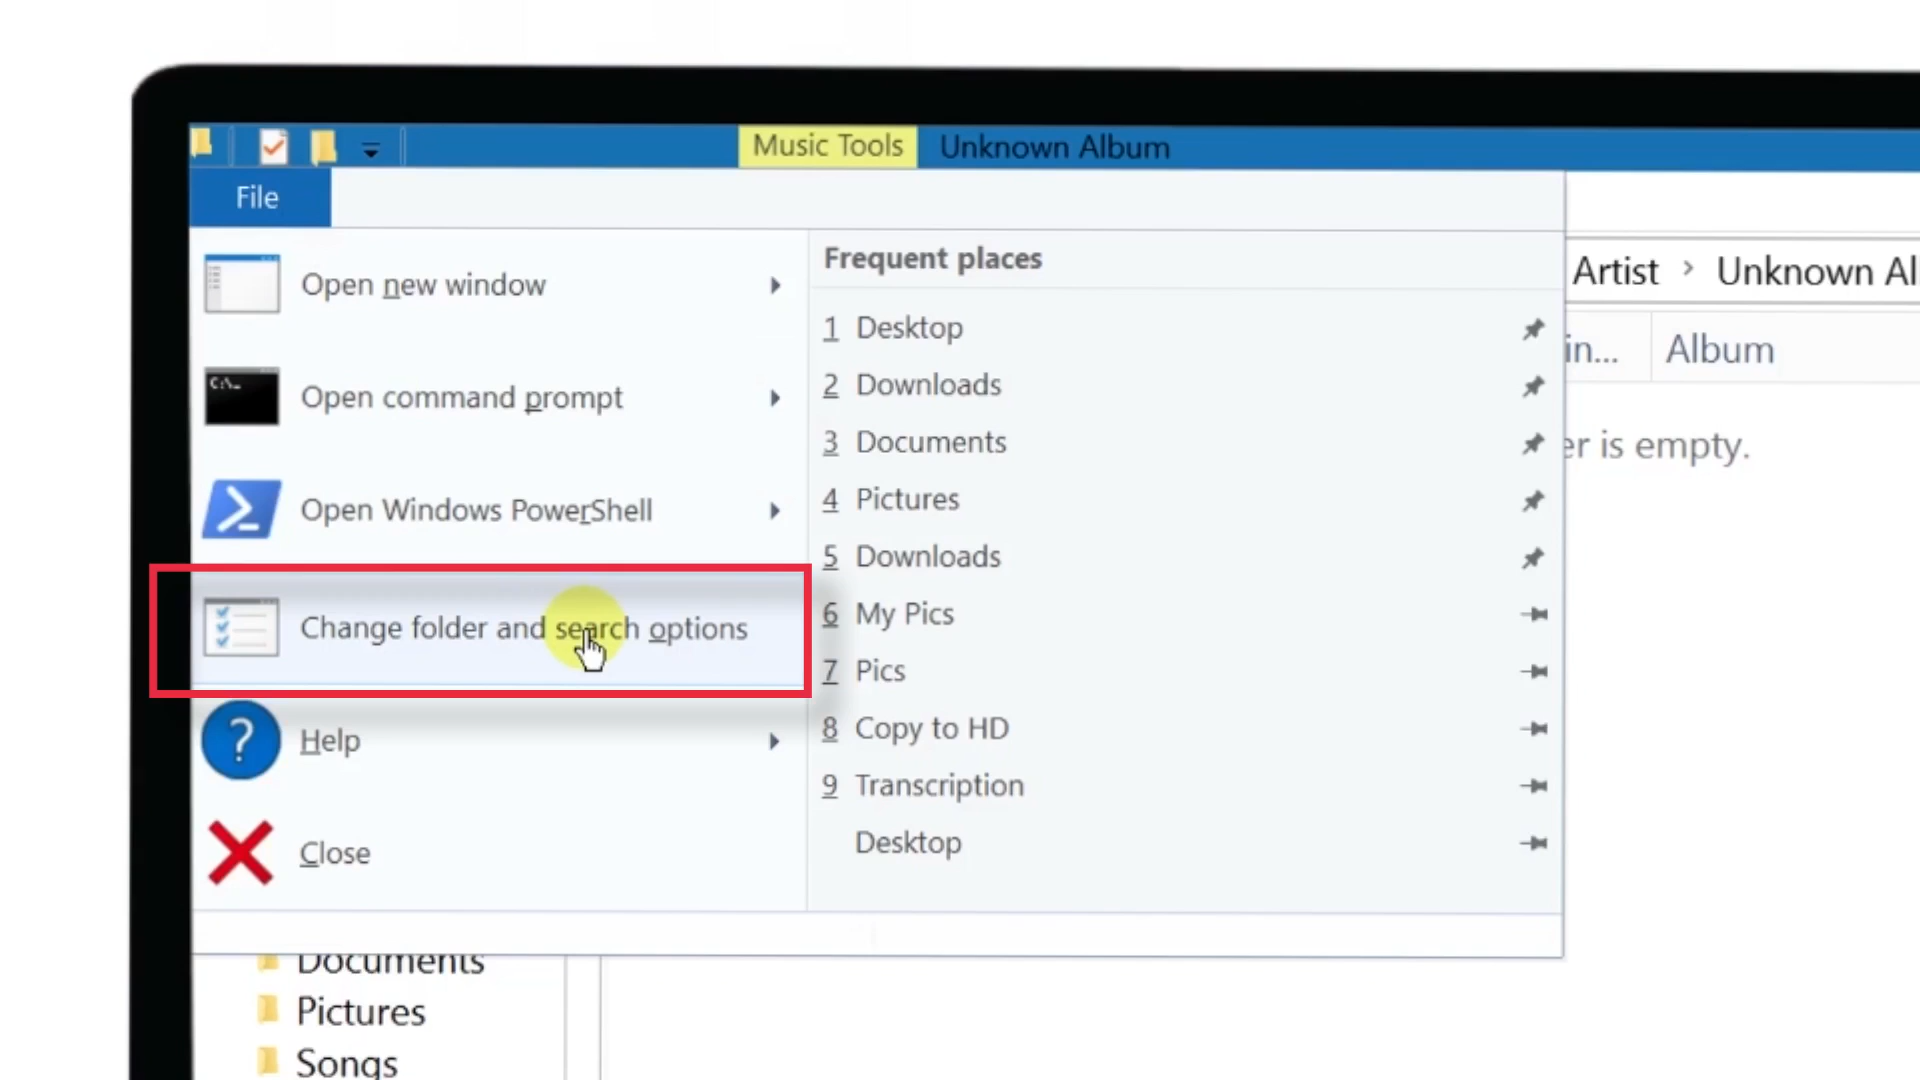 Music Tools
Unknown Album
File
Open new window
Open command prompt
Open Windows PowerShell
Change folder and search options
Help
Close
Frequent places
1 Desktop
2 Downloads
3 Documents
4 Pictures
5 Downloads
6 My Pics
7 Pics
8 Copy to HD
9 Transcription
Desktop
Artist > Unknown Al
in... Album
er is empty.
C:\_
Documents
Pictures
Songs